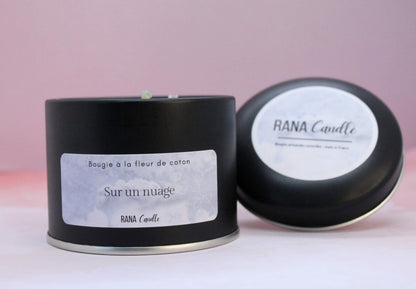 Bougie à la fleur de coton
Sur un nuage
RANA Candle
RANA Candle